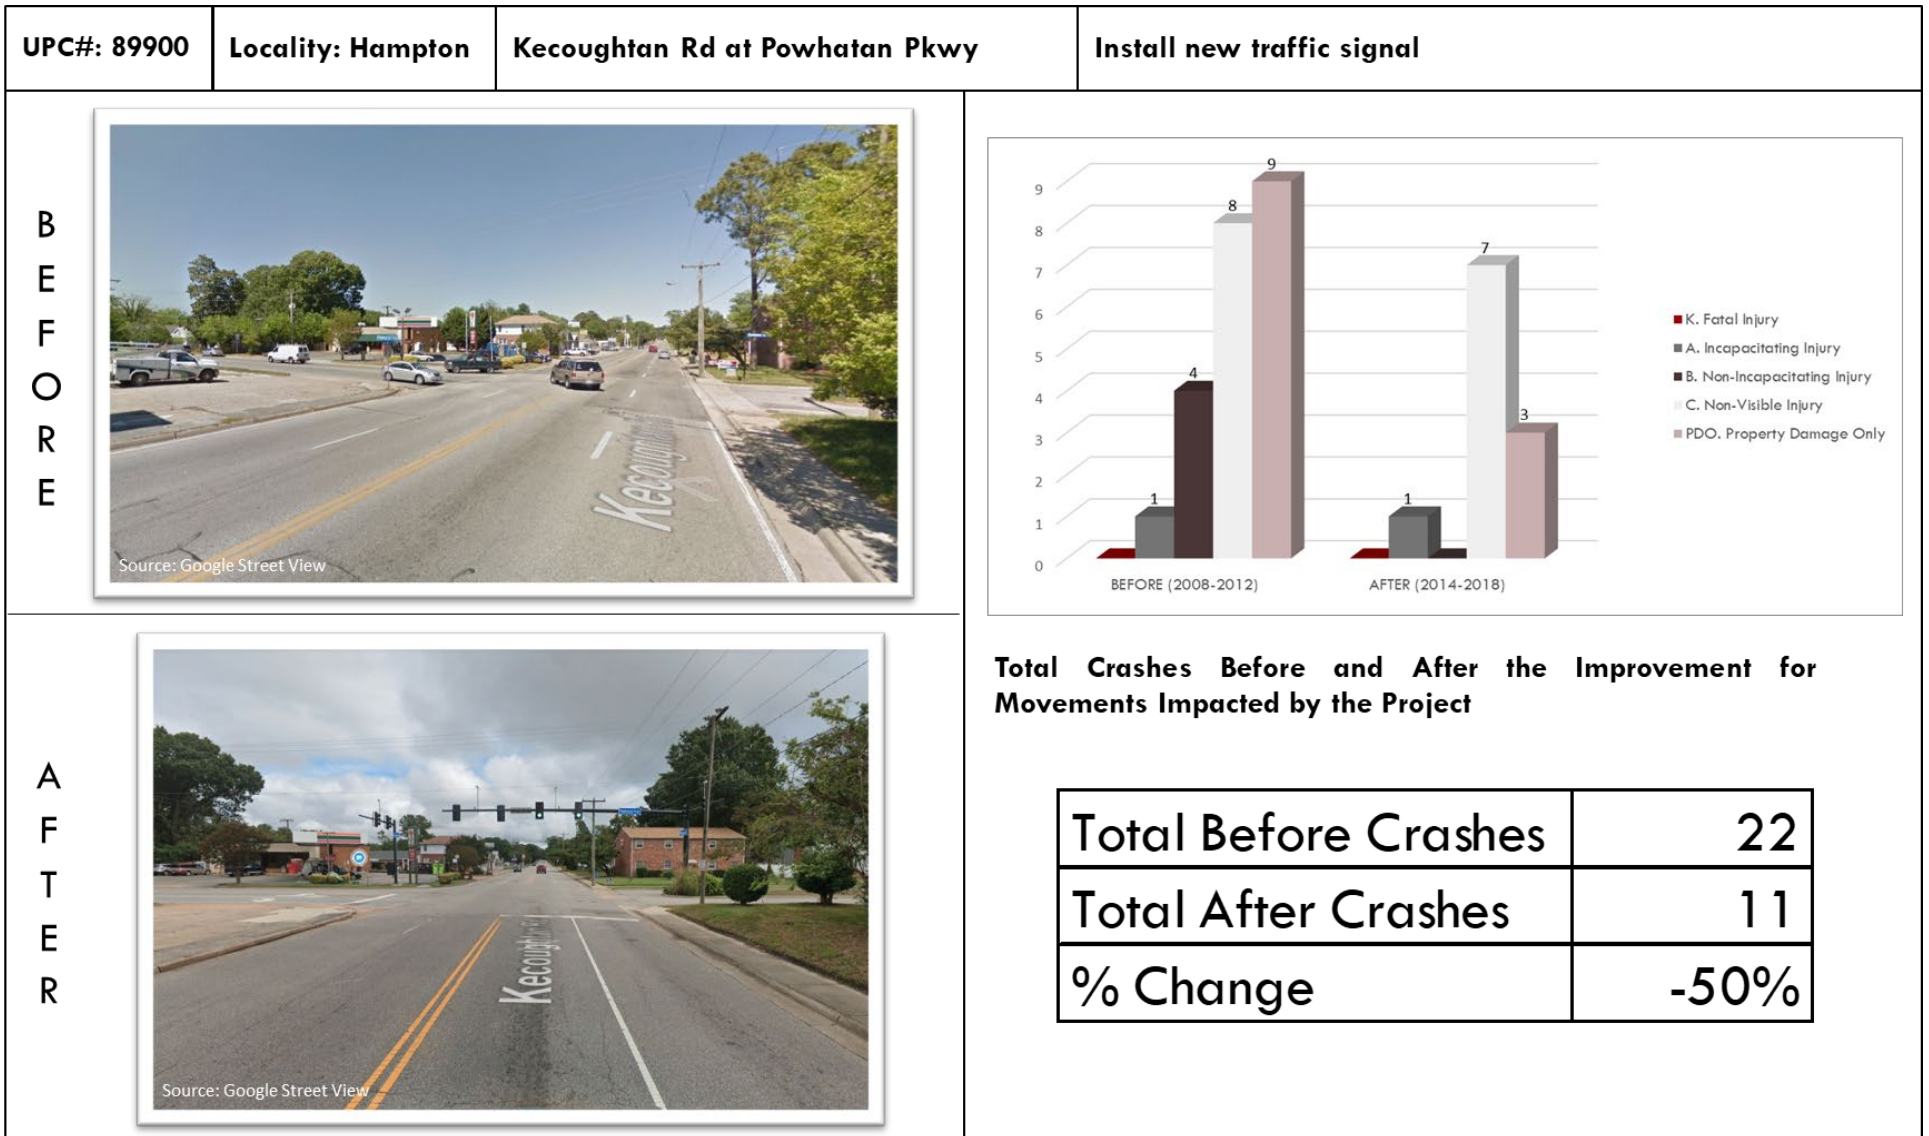 UPC#: 89900
Locality: Hampton
Kecoughtan Rd at Powhatan Pkwy
Install new traffic signal
BEFORE
Source: Google Street View
AFTER
Kecoughtan
Source: Google Street View
9
8
7
6
5
4
3
2
1
0
1
4
8
9
1
7
3
BEFORE (2008-2012)
AFTER (2014-2018)
K. Fatal Injury
A. Incapacitating Injury
B. Non-Incapacitating Injury
C. Non-Visible Injury
PDO. Property Damage Only
Total Crashes Before and After the Improvement for
Movements Impacted by the Project
Total Before Crashes 22
Total After Crashes 11
% Change -50%